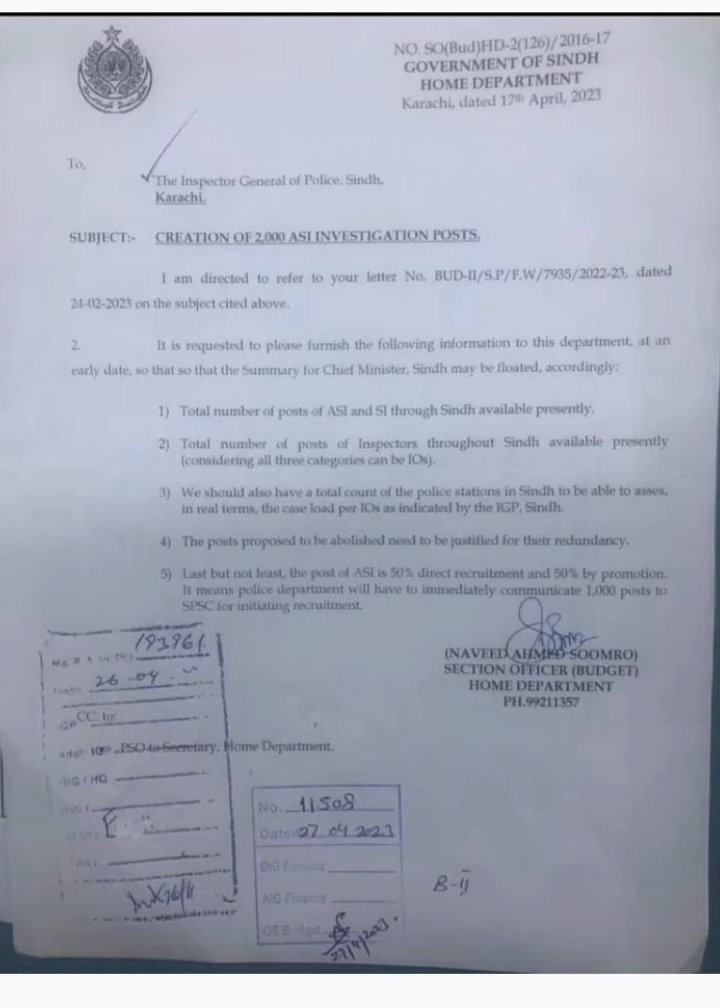 NO. SO(Bud)HD-2(126)/2016-17
GOVERNMENT OF SINDH
HOME DEPARTMENT
Karachi, dated 17th April, 2023
To,
The Inspector General of Police, Sindh,
Karachi.
SUBJECT:- CREATION OF 2,000 ASI INVESTIGATION POSTS.
I am directed to refer to your letter No. BUD-II/S.P/F.W/7935/2022-23, dated
24-02-2023 on the subject cited above.
2. It is requested to please furnish the following information to this department, at an
early date, so that so that the Summary for Chief Minister, Sindh may be floated, accordingly:
1) Total number of posts of ASI and SI through Sindh available presently.
2) Total number of posts of Inspectors throughout Sindh available presently
(considering all three categories can be IOs).
3) We should also have a total count of the police stations in Sindh to be able to asses,
in real terms, the case load per IOs as indicated by the IGP, Sindh.
4) The posts proposed to be abolished need to be justified for their redundancy.
5) Last but not least, the post of ASI is 50% direct recruitment and 50% by promotion.
It means police department will have to immediately communicate 1,000 posts to
SPSC for initiating recruitment.
(NAVEED AHMED SOOMRO)
SECTION OFFICER (BUDGET)
HOME DEPARTMENT
PH.99211357
193961
26-04
CC. to:
PSO to Secretary, Home Department.
AIG / HQ
No. 11508
Date: 27 04 2023
DIG Finance
AIG Finance
OS Budget
27/4/2023
B-II